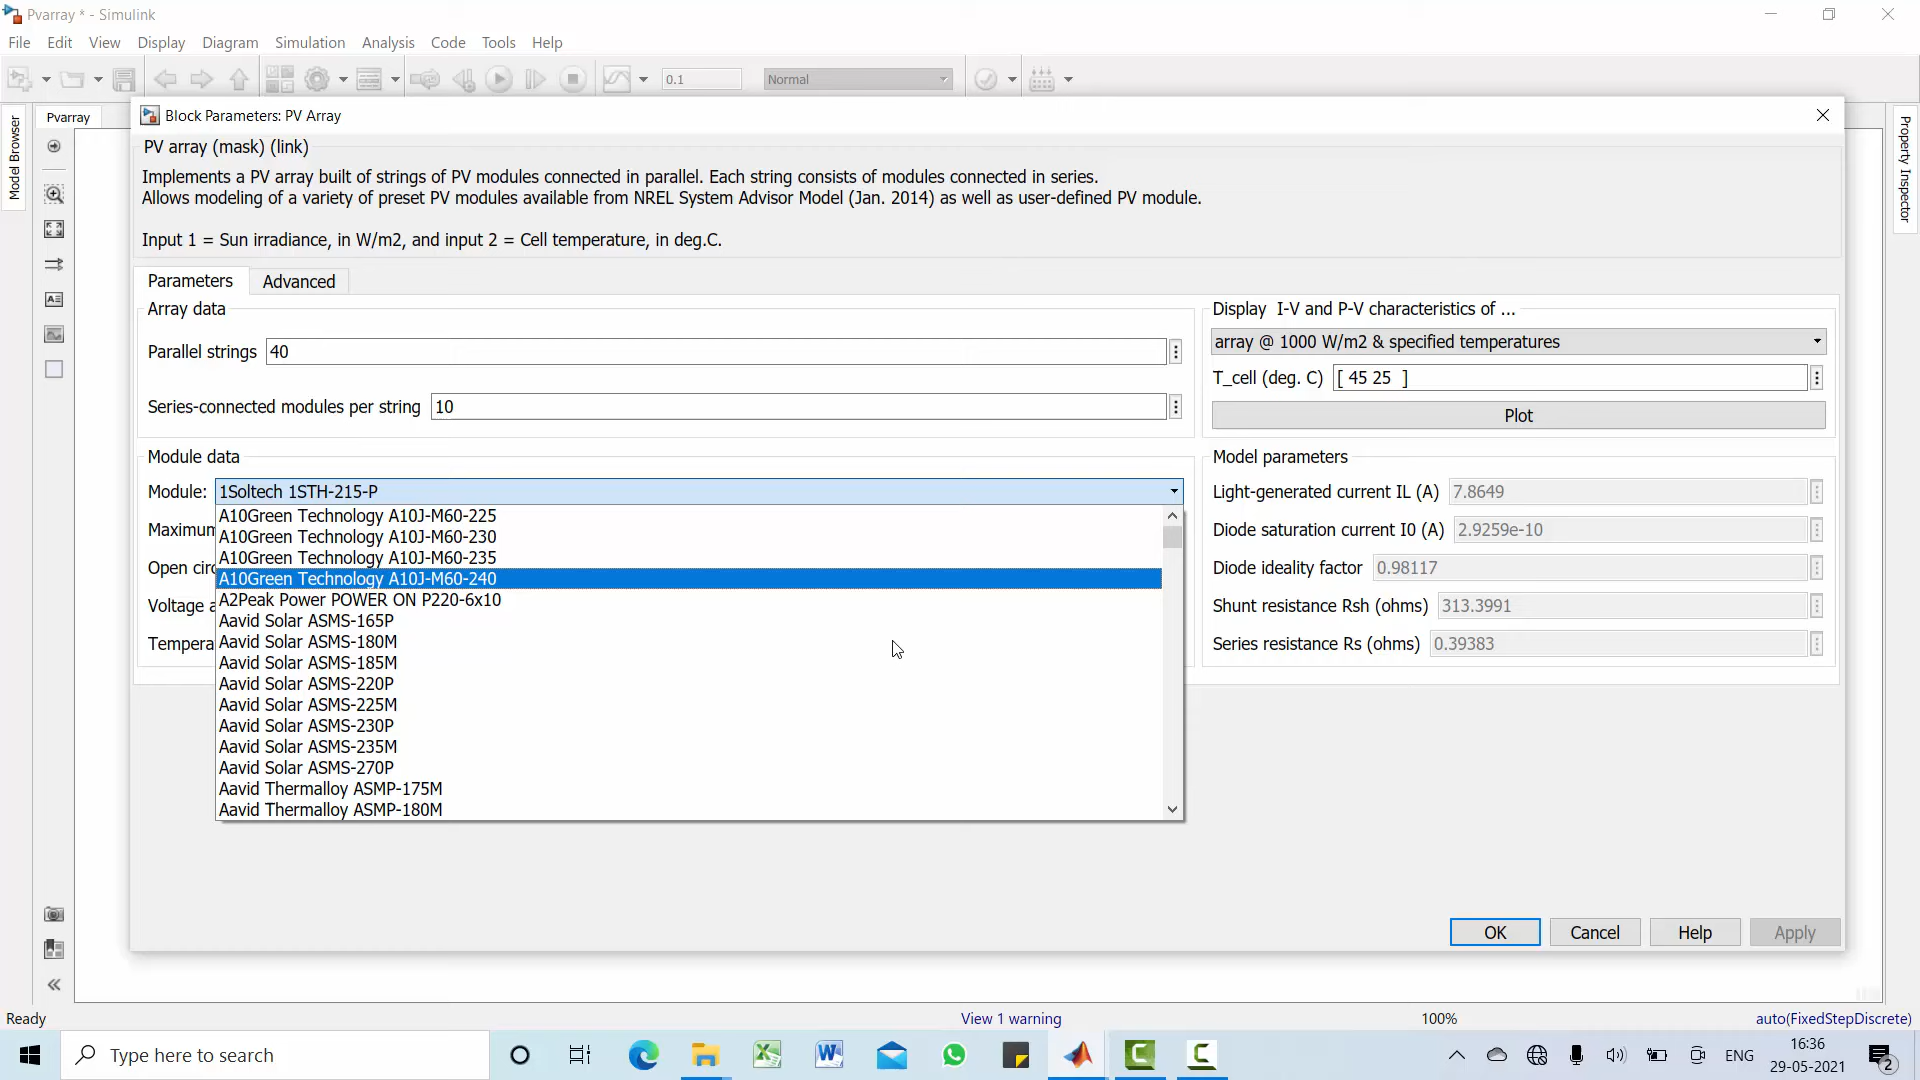 Pvarray * - Simulink
File Edit View Display Diagram Simulation Analysis Code Tools Help
0.1 Normal
Model Browser
Pvarray
Property Inspector
Block Parameters: PV Array
PV array (mask) (link)
Implements a PV array built of strings of PV modules connected in parallel. Each string consists of modules connected in series.
Allows modeling of a variety of preset PV modules available from NREL System Advisor Model (Jan. 2014) as well as user-defined PV module.
Input 1 = Sun irradiance, in W/m2, and input 2 = Cell temperature, in deg.C.
Parameters Advanced
Array data
Parallel strings 40
Series-connected modules per string 10
Display I-V and P-V characteristics of ...
array @ 1000 W/m2 & specified temperatures
T_cell (deg. C) [ 45 25 ]
Plot
Module data
Module: 1Soltech 1STH-215-P
A10Green Technology A10J-M60-225
A10Green Technology A10J-M60-230
A10Green Technology A10J-M60-235
A10Green Technology A10J-M60-240
A2Peak Power POWER ON P220-6x10
Aavid Solar ASMS-165P
Aavid Solar ASMS-180M
Aavid Solar ASMS-185M
Aavid Solar ASMS-220P
Aavid Solar ASMS-225M
Aavid Solar ASMS-230P
Aavid Solar ASMS-235M
Aavid Solar ASMS-270P
Aavid Thermalloy ASMP-175M
Aavid Thermalloy ASMP-180M
Maximum
Open circ
Voltage a
Tempera
Model parameters
Light-generated current IL (A) 7.8649
Diode saturation current I0 (A) 2.9259e-10
Diode ideality factor 0.98117
Shunt resistance Rsh (ohms) 313.3991
Series resistance Rs (ohms) 0.39383
OK Cancel Help Apply
Ready View 1 warning 100% auto(FixedStepDiscrete)
Type here to search
ENG
16:36
29-05-2021
2